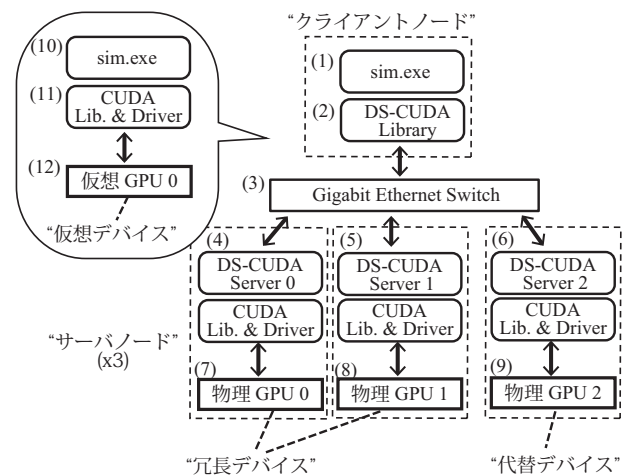 “クライアントノード”
(10)
sim.exe
(11)
CUDA
Lib. & Driver
(12)
仮想 GPU 0
“仮想デバイス”
(1)
sim.exe
(2)
DS-CUDA
Library
(3)
Gigabit Ethernet Switch
(4)
DS-CUDA
Server 0
CUDA
Lib. & Driver
(7)
物理 GPU 0
(5)
DS-CUDA
Server 1
CUDA
Lib. & Driver
(8)
物理 GPU 1
(6)
DS-CUDA
Server 2
CUDA
Lib. & Driver
(9)
物理 GPU 2
“サーバノード”
(x3)
“冗長デバイス”
“代替デバイス”